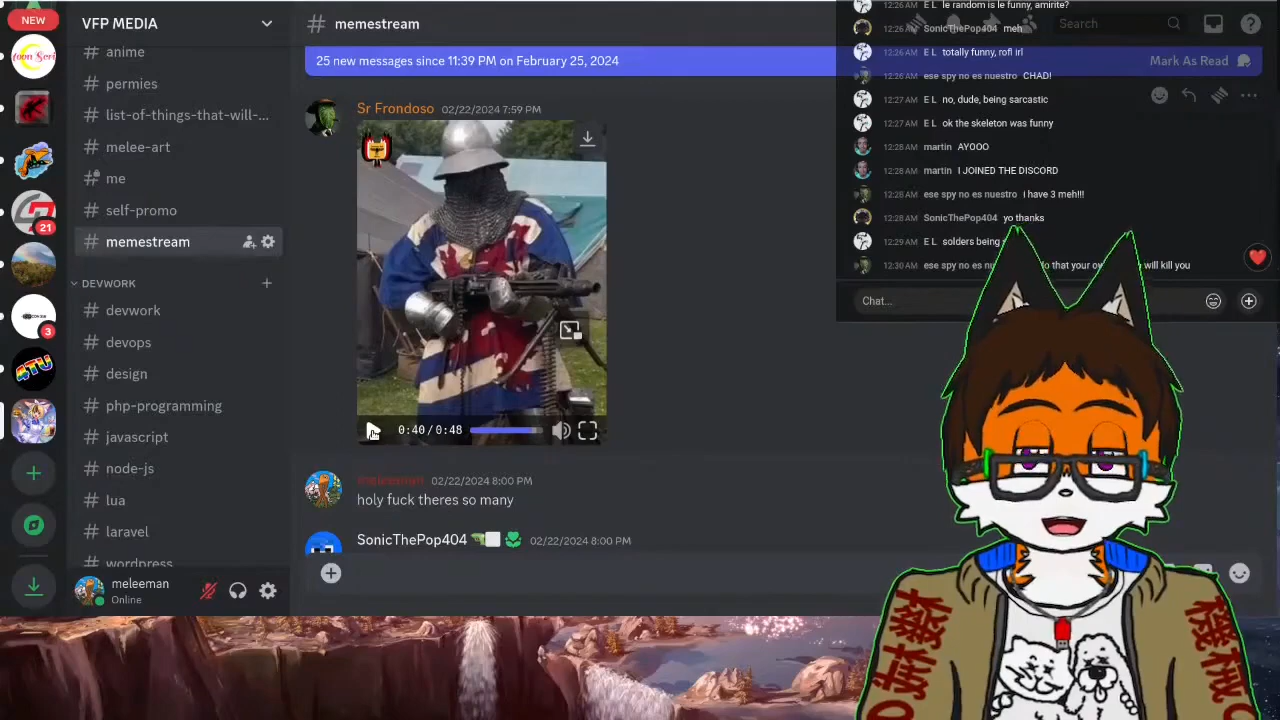 NEW
VFP MEDIA
anime
permies
list-of-things-that-will-...
melee-art
me
self-promo
memestream
DEVWORK
devwork
devops
design
php-programming
javascript
node-js
lua
laravel
wordpress
21
3
meleeman
Online
# memestream
Search
25 new messages since 11:39 PM on February 25, 2024
Mark As Read
Sr Frondoso 02/22/2024 7:59 PM
0:40 / 0:48
02/22/2024 8:00 PM
holy fuck theres so many
SonicThePop404 02/22/2024 8:00 PM
12:26 AM E L le random is le funny, amirite?
12:26 AM SonicThePop404 meh
12:26 AM E L totally funny, rofl irl
12:26 AM ese spy no es nuestro CHAD!
12:27 AM E L no, dude, being sarcastic
12:27 AM E L ok the skeleton was funny
12:28 AM martin AYOOO
12:28 AM martin I JOINED THE DISCORD
12:28 AM ese spy no es nuestro i have 3 meh!!!
12:28 AM SonicThePop404 yo thanks
12:29 AM E L solders being
12:30 AM ese spy no es do that your will kill you
Chat...